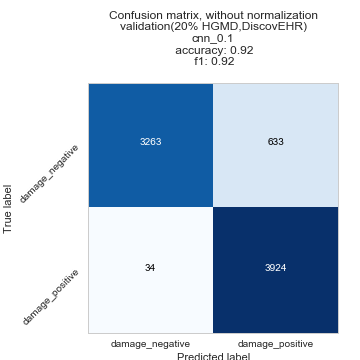 Confusion matrix, without normalization
validation(20% HGMD,DiscovEHR)
cnn_0.1
accuracy: 0.92
f1: 0.92
True label
damage_negative
3263
633
damage_positive
34
3924
damage_negative
damage_positive
Predicted label